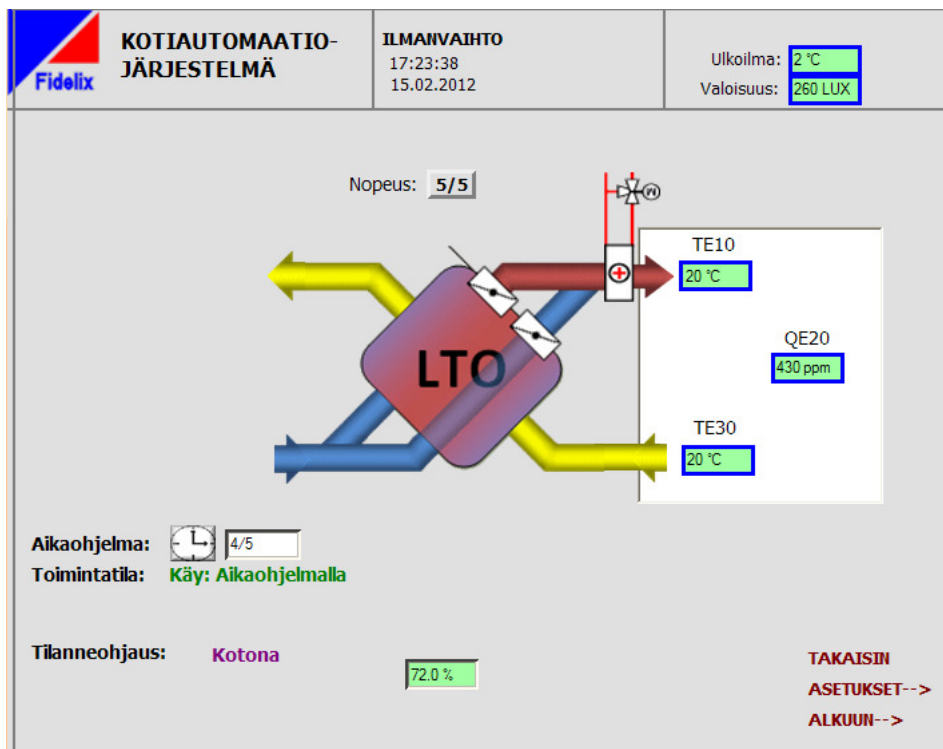 Fidelix
KOTIAUTOMAATIO-
JÄRJESTELMÄ
ILMANVAIHTO
17:23:38
15.02.2012
Ulkoilma: 2 °C
Valoisuus: 260 LUX
Nopeus: 5/5
M
TE10
20 °C
QE20
430 ppm
LTO
TE30
20 °C
Aikaohjelma: 4/5
Toimintatila: Käy: Aikaohjelmalla
Tilanneohjaus: Kotona
72.0 %
TAKAISIN
ASETUKSET-->
ALKUUN-->